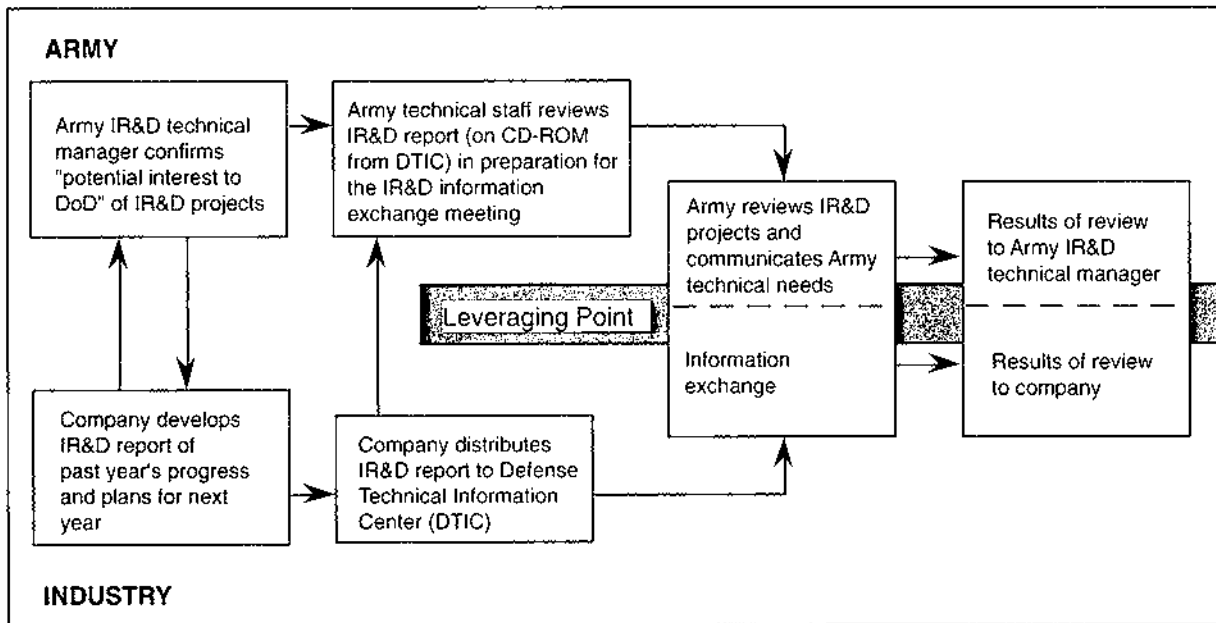 ARMY
Army IR&D technical
manager confirms
"potential interest to
DoD" of IR&D projects
Army technical staff reviews
IR&D report (on CD-ROM
from DTIC) in preparation for
the IR&D information
exchange meeting
Army reviews IR&D
projects and
communicates Army
technical needs
Results of review
to Army IR&D
technical manager
Leveraging Point
Information
exchange
Results of review
to company
Company develops
IR&D report of
past year's progress
and plans for next
year
Company distributes
IR&D report to Defense
Technical Information
Center (DTIC)
INDUSTRY